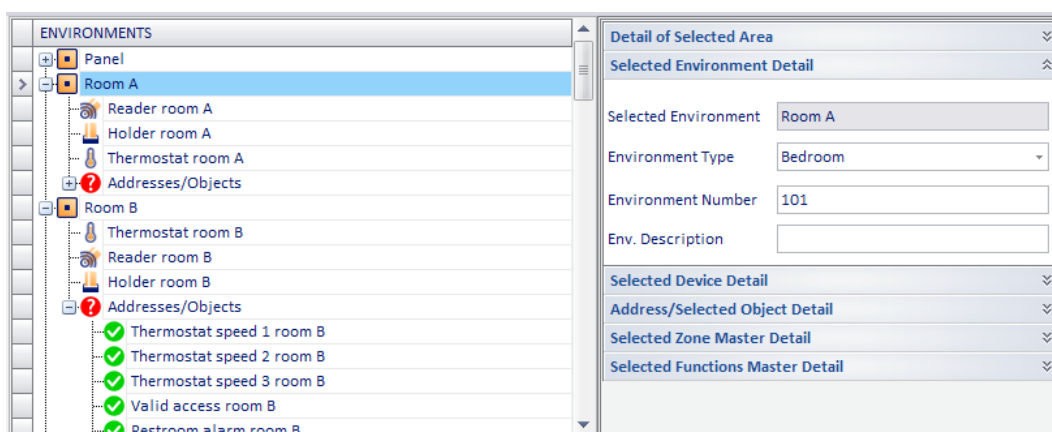 ENVIRONMENTS
Panel
Room A
Reader room A
Holder room A
Thermostat room A
Addresses/Objects
Room B
Thermostat room B
Reader room B
Holder room B
Addresses/Objects
Thermostat speed 1 room B
Thermostat speed 2 room B
Thermostat speed 3 room B
Valid access room B
Restroom alarm room B
Detail of Selected Area
Selected Environment Detail
Selected Environment Room A
Environment Type Bedroom
Environment Number 101
Env. Description
Selected Device Detail
Address/Selected Object Detail
Selected Zone Master Detail
Selected Functions Master Detail